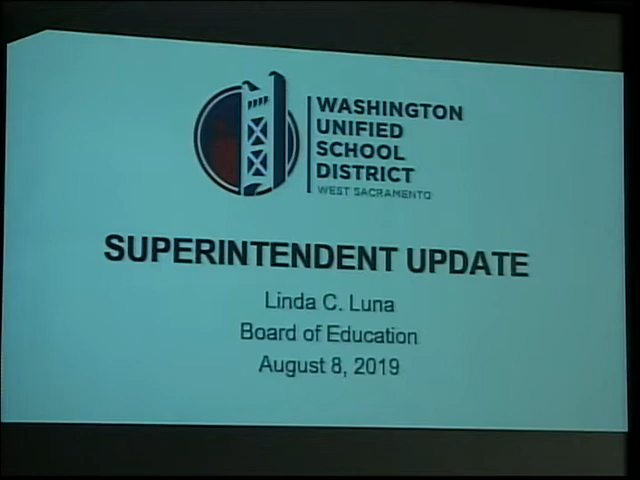 WASHINGTON
UNIFIED
SCHOOL
DISTRICT
WEST SACRAMENTO
SUPERINTENDENT UPDATE
Linda C. Luna
Board of Education
August 8, 2019